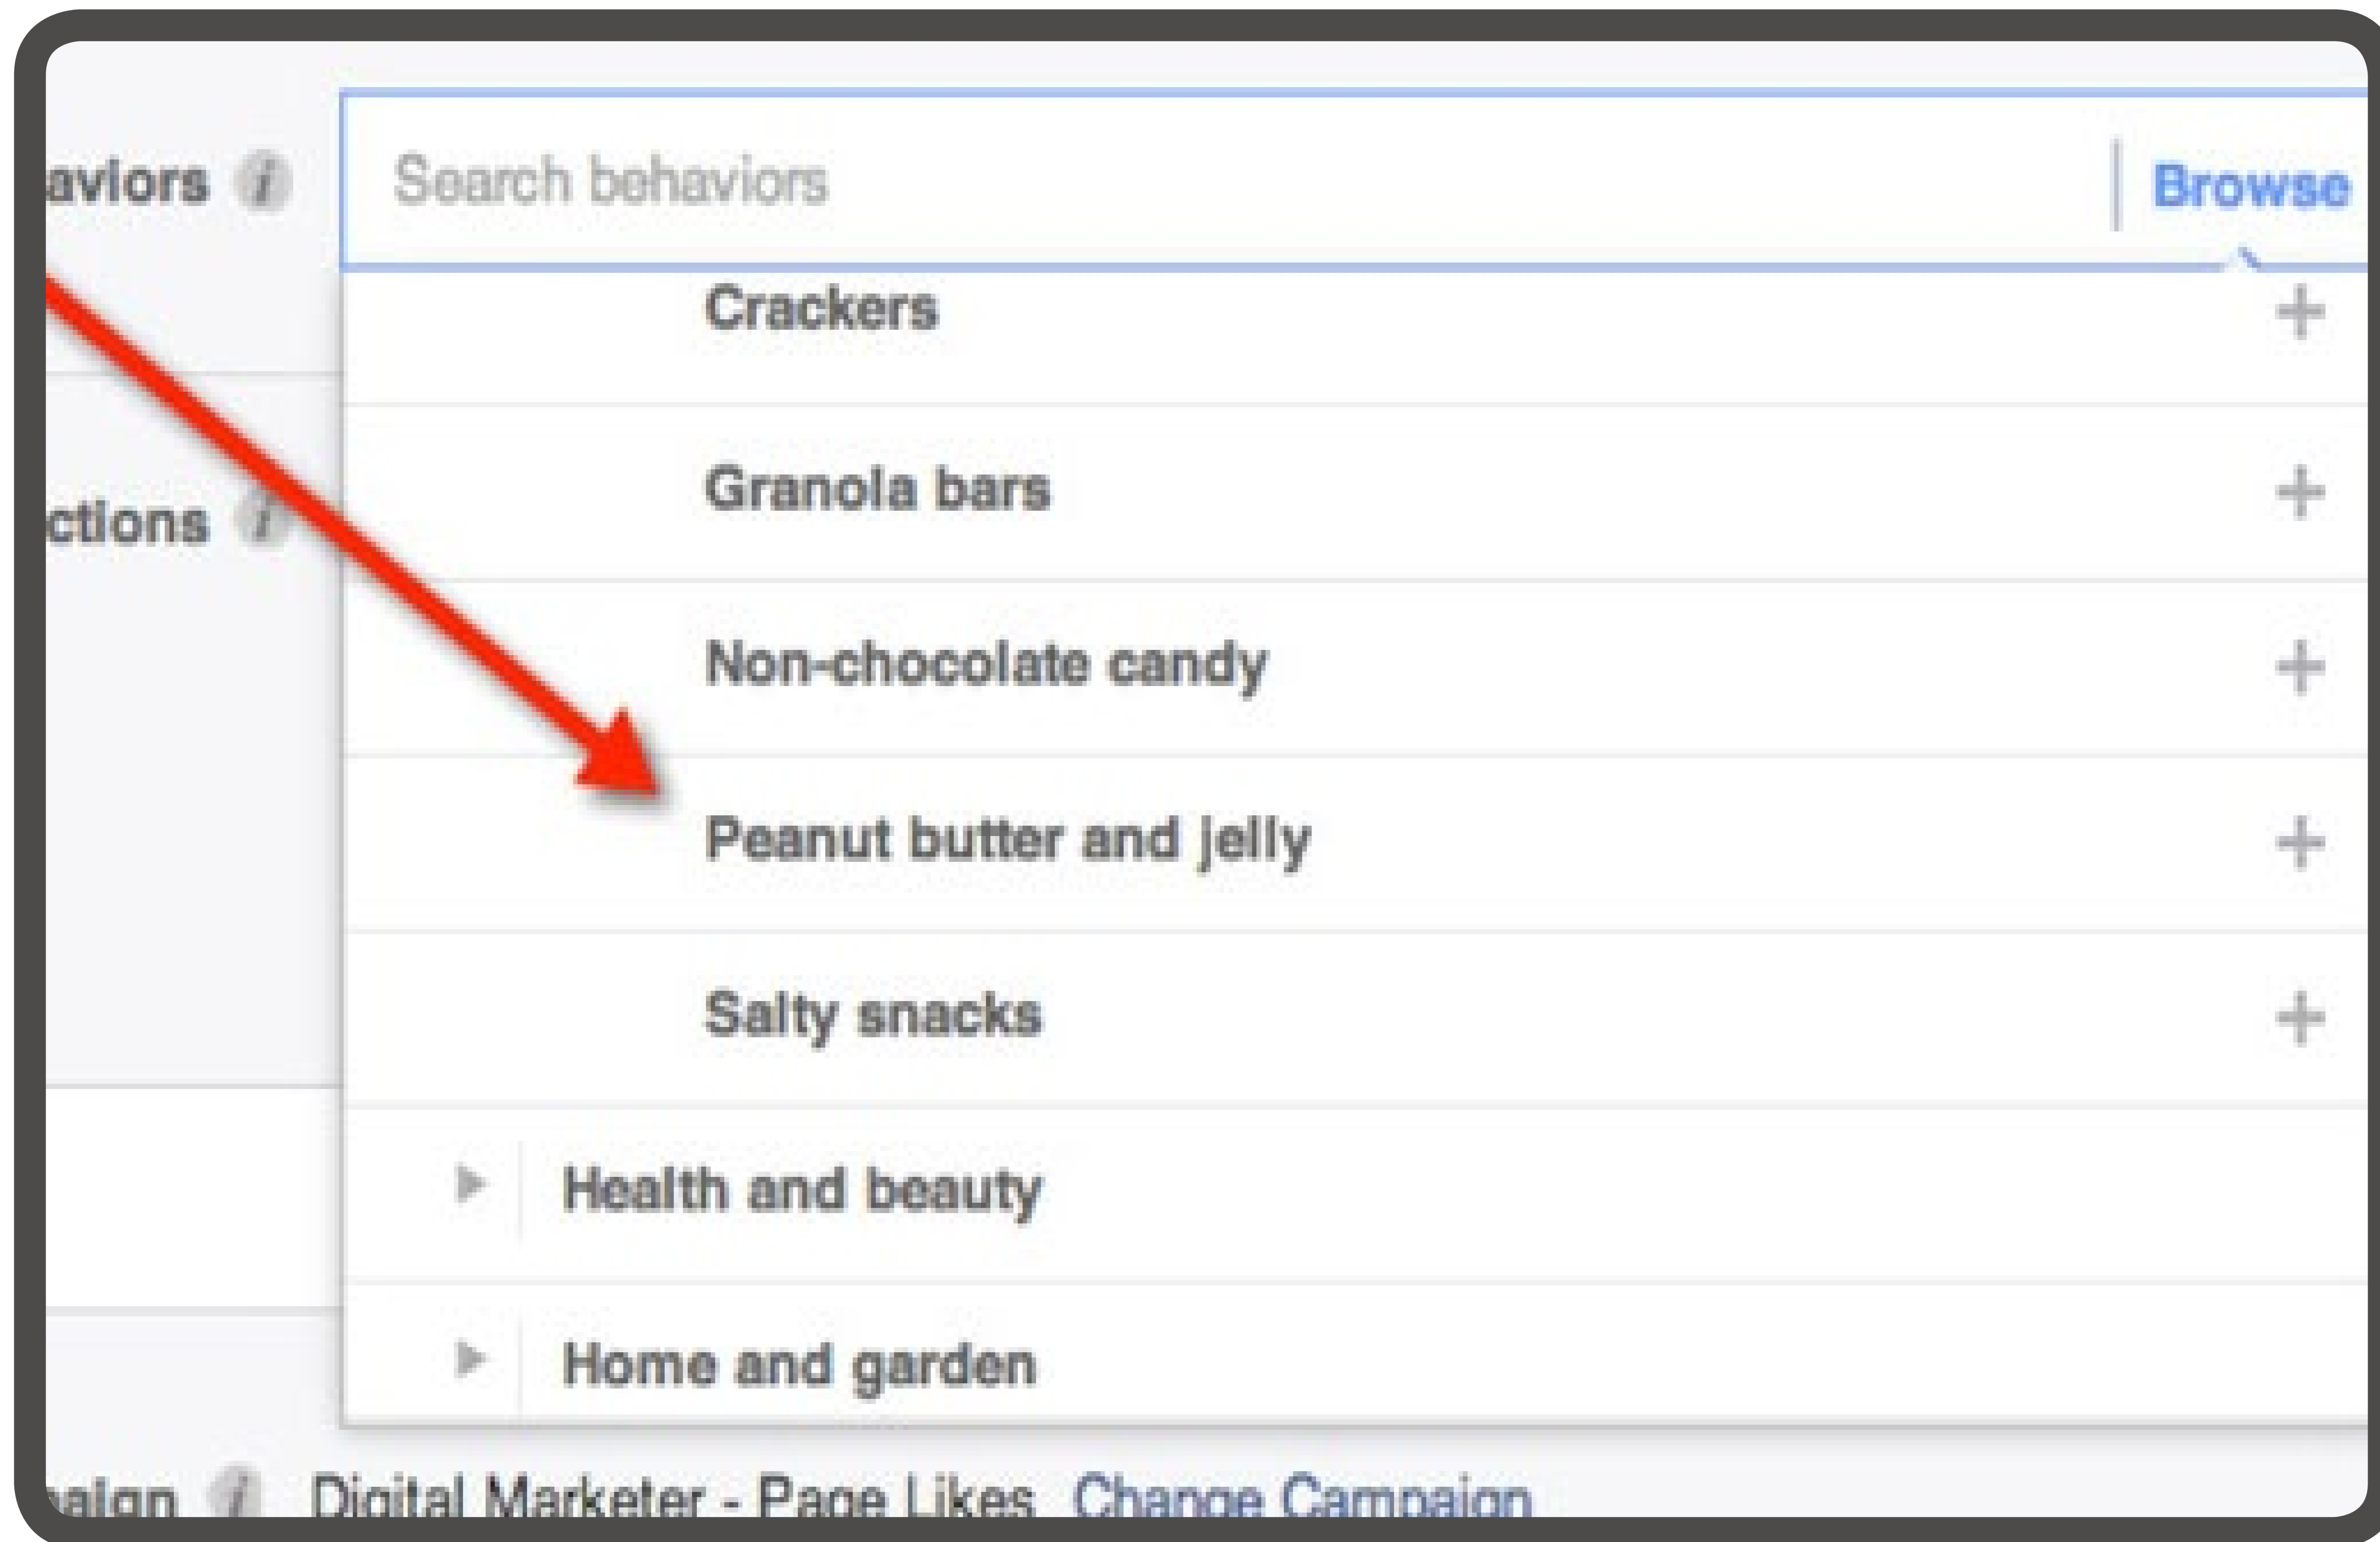 aviors i Search behaviors Browse
Crackers +
ctions i Granola bars +
Non-chocolate candy +
Peanut butter and jelly +
Salty snacks +
Health and beauty
Home and garden
aign i Digital Marketer - Page Likes Change Campaign